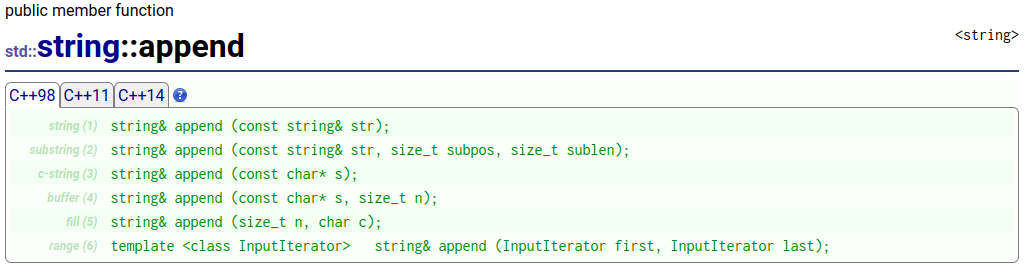 public member function
<string>
std::string::append
C++98 C++11 C++14 ?
string (1) string& append (const string& str);
substring (2) string& append (const string& str, size_t subpos, size_t sublen);
c-string (3) string& append (const char* s);
buffer (4) string& append (const char* s, size_t n);
fill (5) string& append (size_t n, char c);
range (6) template <class InputIterator> string& append (InputIterator first, InputIterator last);